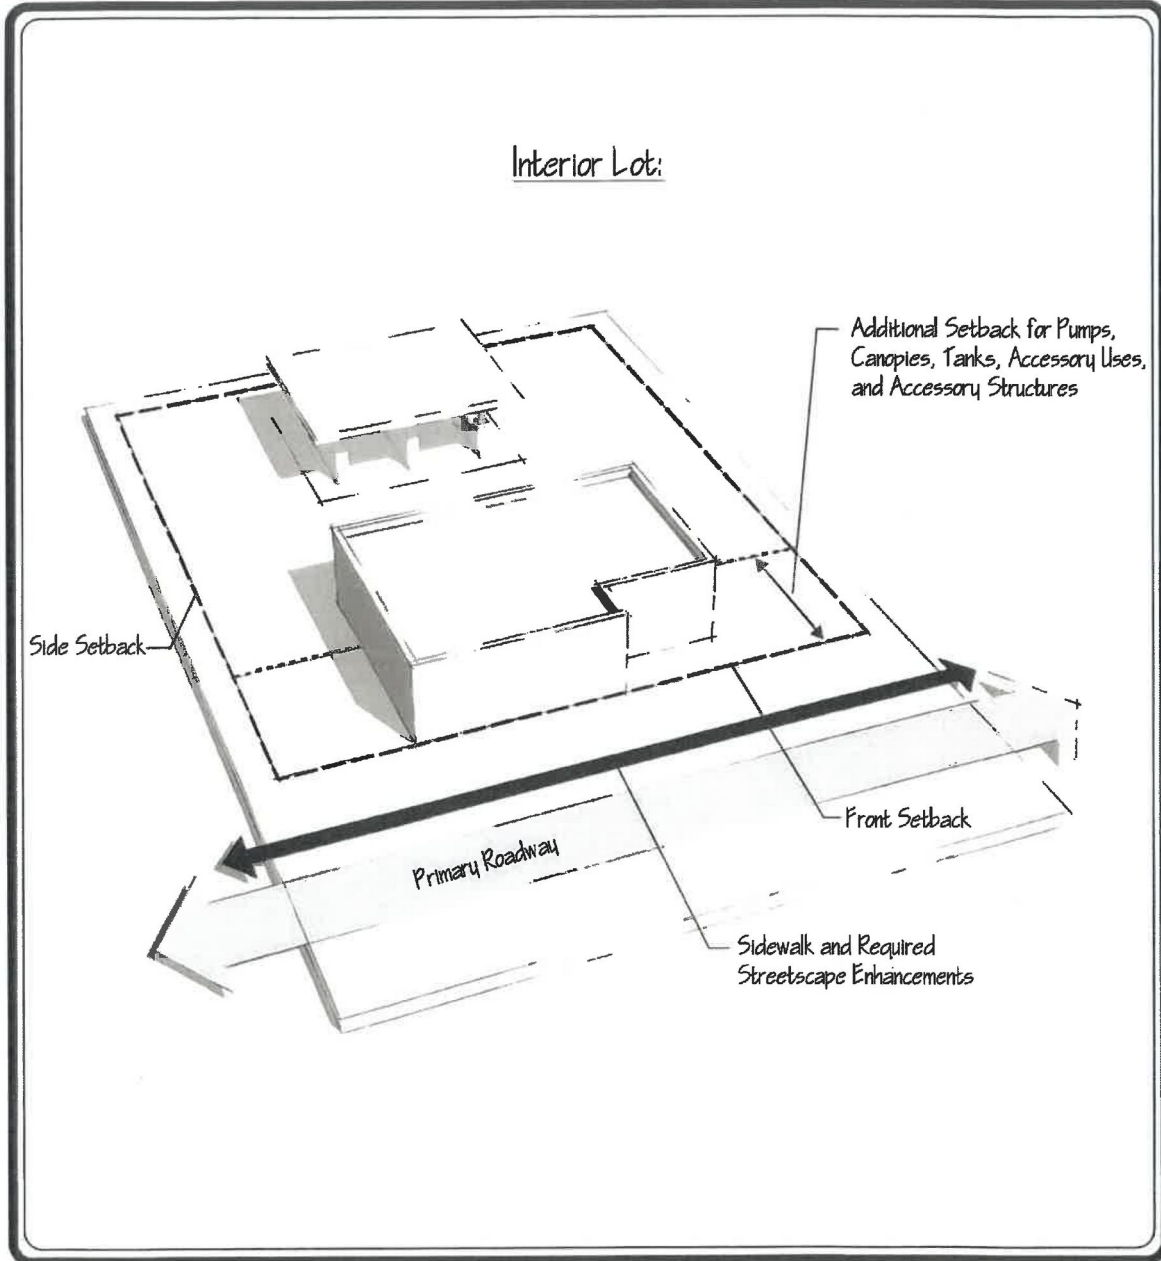 Interior Lot:
Additional Setback for Pumps,
Canopies, Tanks, Accessory Uses,
and Accessory Structures
Side Setback
Front Setback
Primary Roadway
Sidewalk and Required
Streetscape Enhancements